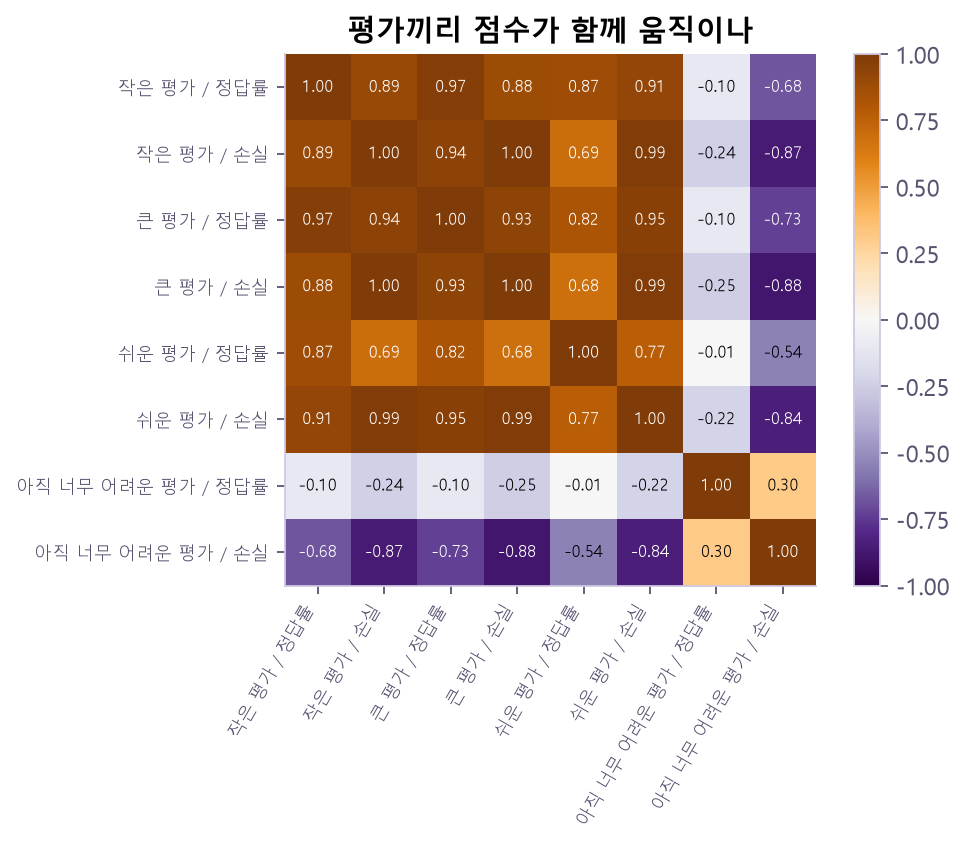 평가끼리 점수가 함께 움직이나
작은 평가 / 정답률 1.00 0.89 0.97 0.88 0.87 0.91 -0.10 -0.68
작은 평가 / 손실 0.89 1.00 0.94 1.00 0.69 0.99 -0.24 -0.87
큰 평가 / 정답률 0.97 0.94 1.00 0.93 0.82 0.95 -0.10 -0.73
큰 평가 / 손실 0.88 1.00 0.93 1.00 0.68 0.99 -0.25 -0.88
쉬운 평가 / 정답률 0.87 0.69 0.82 0.68 1.00 0.77 -0.01 -0.54
쉬운 평가 / 손실 0.91 0.99 0.95 0.99 0.77 1.00 -0.22 -0.84
아직 너무 어려운 평가 / 정답률 -0.10 -0.24 -0.10 -0.25 -0.01 -0.22 1.00 0.30
아직 너무 어려운 평가 / 손실 -0.68 -0.87 -0.73 -0.88 -0.54 -0.84 0.30 1.00
작은 평가 / 정답률
작은 평가 / 손실
큰 평가 / 정답률
큰 평가 / 손실
쉬운 평가 / 정답률
쉬운 평가 / 손실
아직 너무 어려운 평가 / 정답률
아직 너무 어려운 평가 / 손실
1.00
0.75
0.50
0.25
0.00
-0.25
-0.50
-0.75
-1.00